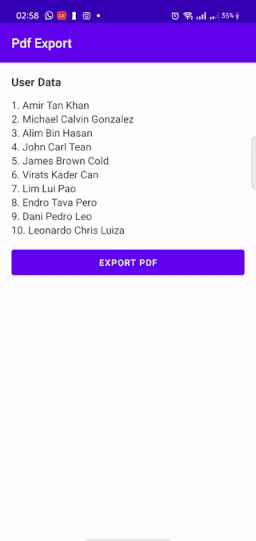 02:58 55%
Pdf Export
User Data
1. Amir Tan Khan
2. Michael Calvin Gonzalez
3. Alim Bin Hasan
4. John Carl Tean
5. James Brown Cold
6. Virats Kader Can
7. Lim Lui Pao
8. Endro Tava Pero
9. Dani Pedro Leo
10. Leonardo Chris Luiza
EXPORT PDF